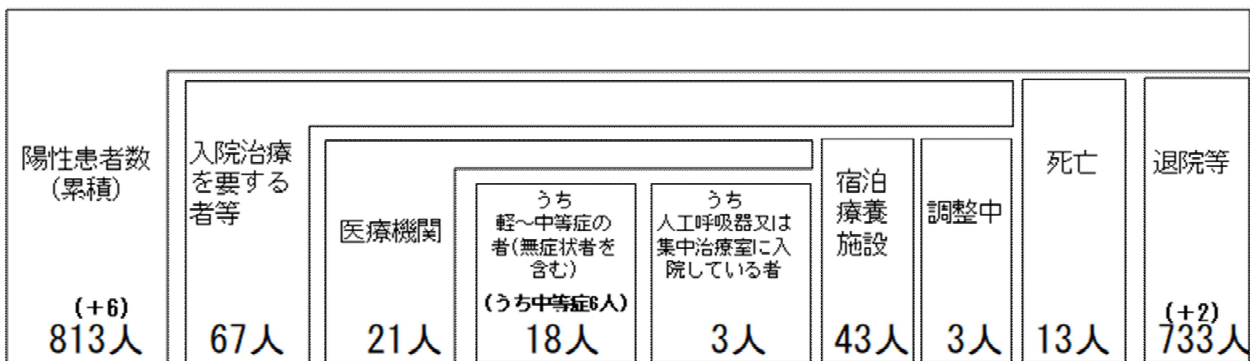 陽性患者数
(累積)
(+6)
813人
入院治療
を要する
者等
67人
医療機関
21人
うち
軽～中等症の
者(無症状者を
含む)
(うち中等症6人)
18人
うち
人工呼吸器又は
集中治療室に入
院している者
3人
宿泊
療養
施設
43人
調整中
3人
死亡
13人
退院等
(+2)
733人